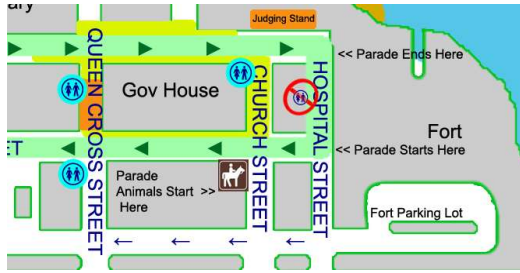 ary
Judging Stand
<< Parade Ends Here
QUEEN CROSS STREET
Gov House
CHURCH STREET
HOSPITAL STREET
Fort
ET
<< Parade Starts Here
Parade
Animals Start >>
Here
Fort Parking Lot